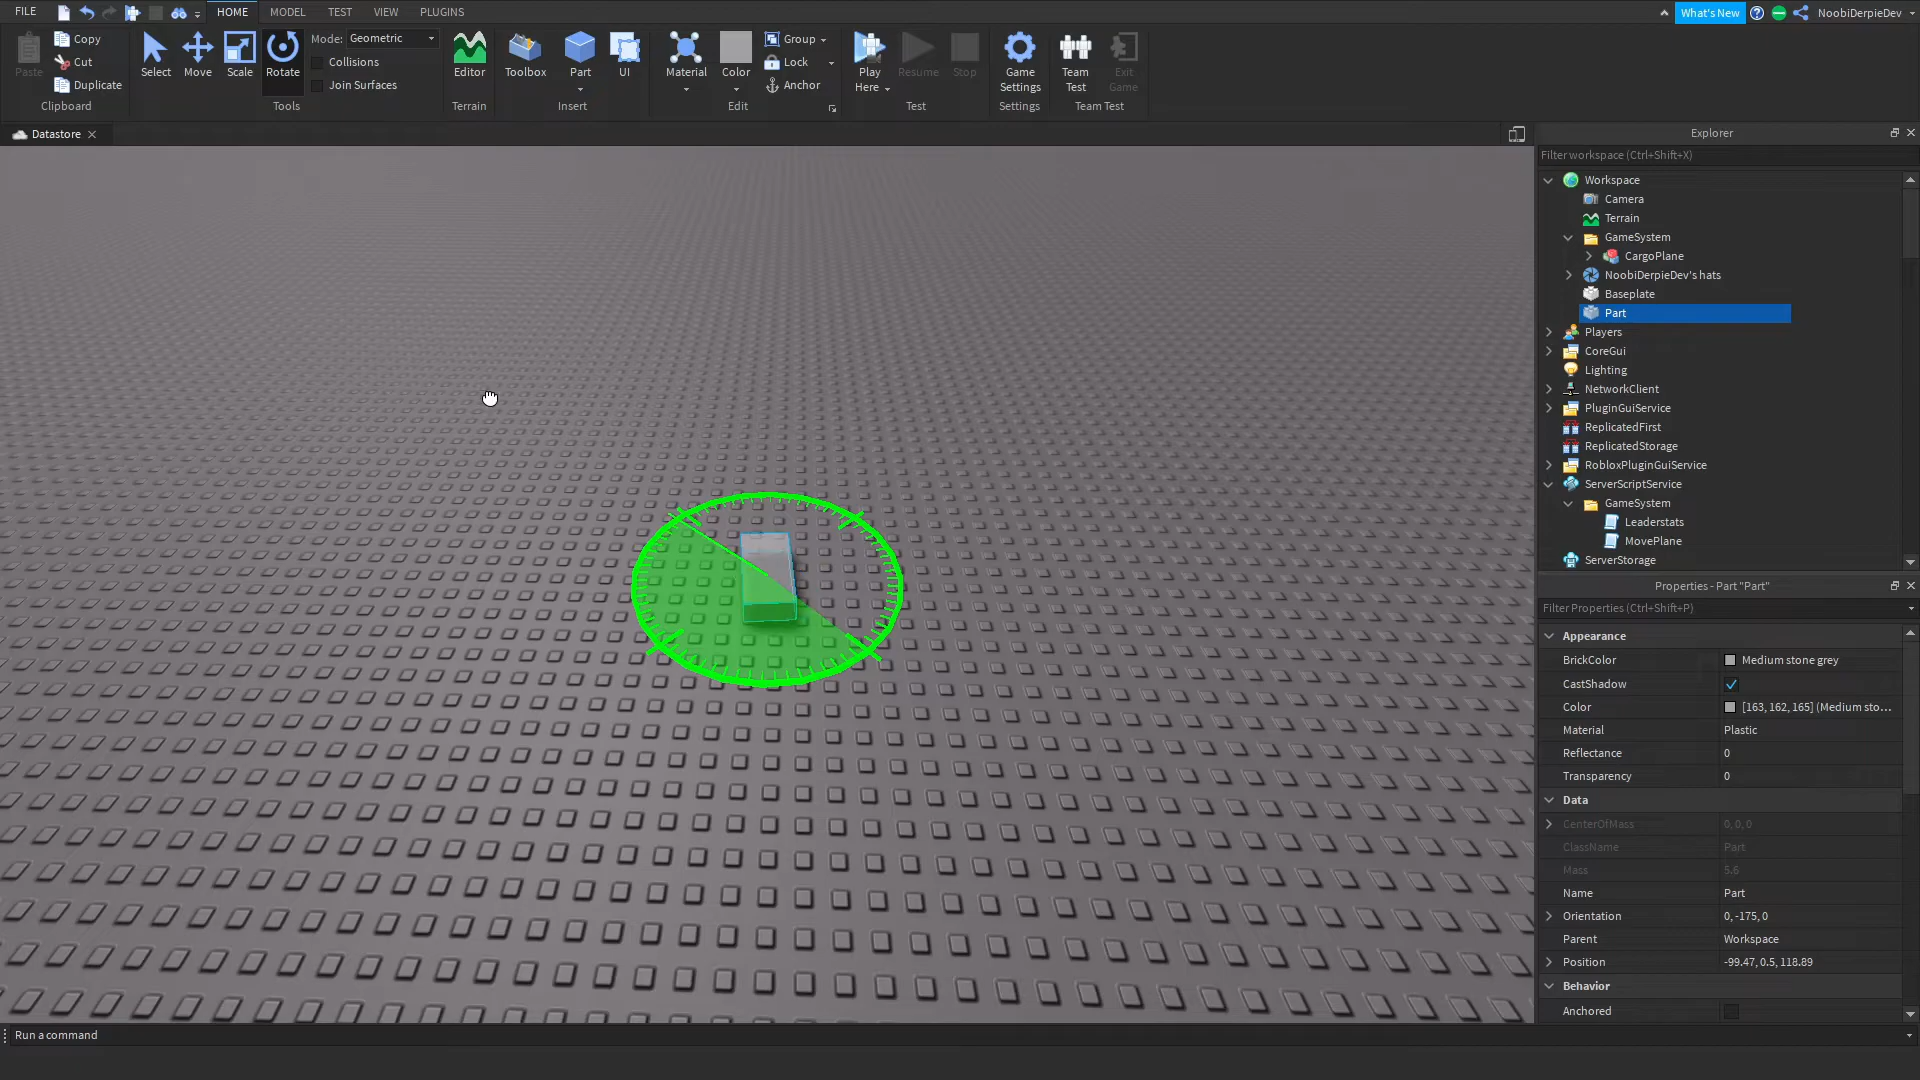 FILE HOME MODEL TEST VIEW PLUGINS What's New NoobiDerpieDev
Paste Copy Cut Duplicate Clipboard
Select Move Scale Rotate Mode: Geometric Collisions Join Surfaces Tools
Editor Terrain
Toolbox Part UI Insert
Material Color Group Lock Anchor Edit
Play Here Resume Stop Test
Game Settings Settings
Team Test Exit Game Team Test
Datastore
Explorer
Filter workspace (Ctrl+Shift+X)
Workspace
Camera
Terrain
GameSystem
CargoPlane
NoobiDerpieDev's hats
Baseplate
Part
Players
CoreGui
Lighting
NetworkClient
PluginGuiService
ReplicatedFirst
ReplicatedStorage
RobloxPluginGuiService
ServerScriptService
GameSystem
Leaderstats
MovePlane
ServerStorage
Properties - Part "Part"
Filter Properties (Ctrl+Shift+P)
Appearance
BrickColor Medium stone grey
CastShadow
Color [163, 162, 165] (Medium sto...
Material Plastic
Reflectance 0
Transparency 0
Data
CenterOfMass 0, 0, 0
ClassName Part
Mass 5.6
Name Part
Orientation 0, -175, 0
Parent Workspace
Position -99.47, 0.5, 118.89
Behavior
Anchored
Run a command